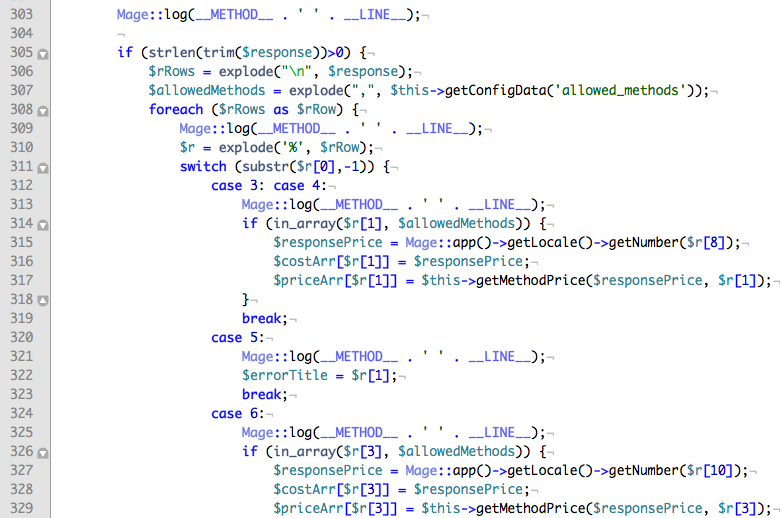 303 Mage::log(__METHOD__ . ' ' . __LINE__);¬
304 ¬
305 if (strlen(trim($response))>0) {¬
306 $rRows = explode("\n", $response);¬
307 $allowedMethods = explode(",", $this->getConfigData('allowed_methods'));¬
308 foreach ($rRows as $rRow) {¬
309 Mage::log(__METHOD__ . ' ' . __LINE__);¬
310 $r = explode('%', $rRow);¬
311 switch (substr($r[0],-1)) {¬
312 case 3: case 4:¬
313 Mage::log(__METHOD__ . ' ' . __LINE__);¬
314 if (in_array($r[1], $allowedMethods)) {¬
315 $responsePrice = Mage::app()->getLocale()->getNumber($r[8]);¬
316 $costArr[$r[1]] = $responsePrice;¬
317 $priceArr[$r[1]] = $this->getMethodPrice($responsePrice, $r[1]);¬
318 }¬
319 break;¬
320 case 5:¬
321 Mage::log(__METHOD__ . ' ' . __LINE__);¬
322 $errorTitle = $r[1];¬
323 break;¬
324 case 6:¬
325 Mage::log(__METHOD__ . ' ' . __LINE__);¬
326 if (in_array($r[3], $allowedMethods)) {¬
327 $responsePrice = Mage::app()->getLocale()->getNumber($r[10]);¬
328 $costArr[$r[3]] = $responsePrice;¬
329 $priceArr[$r[3]] = $this->getMethodPrice($responsePrice, $r[3]);¬